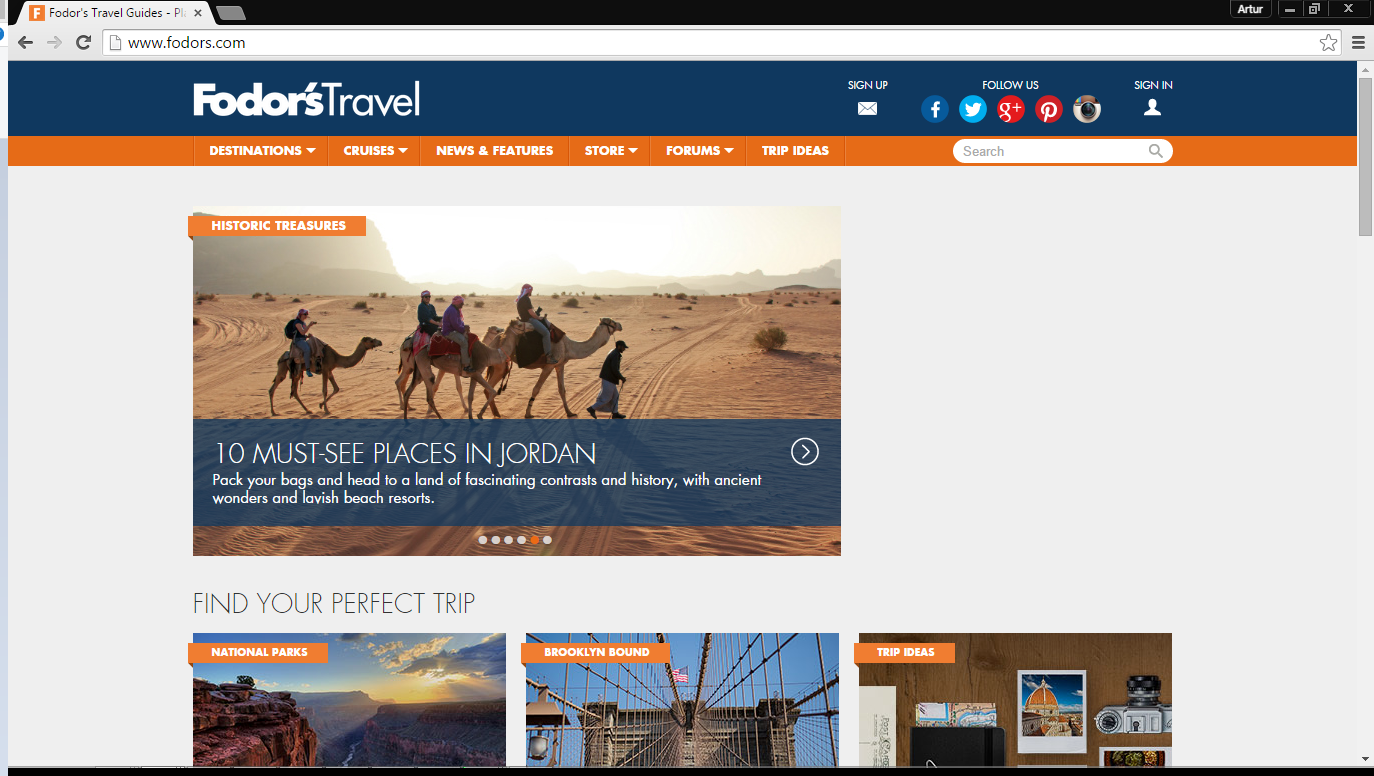 Fodor's Travel Guides - Pla
Artur
www.fodors.com
Fodor'sTravel
SIGN UP
FOLLOW US
SIGN IN
DESTINATIONS
CRUISES
NEWS & FEATURES
STORE
FORUMS
TRIP IDEAS
Search
HISTORIC TREASURES
10 MUST-SEE PLACES IN JORDAN
Pack your bags and head to a land of fascinating contrasts and history, with ancient
wonders and lavish beach resorts.
FIND YOUR PERFECT TRIP
NATIONAL PARKS
BROOKLYN BOUND
TRIP IDEAS